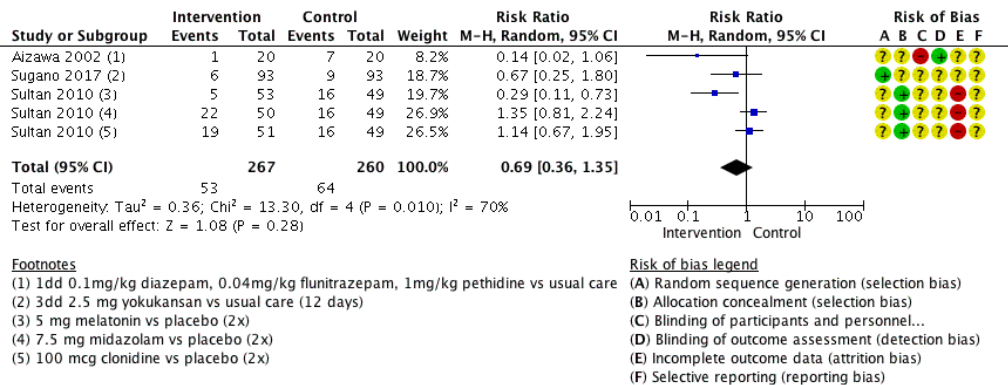 Intervention Control Risk Ratio Risk Ratio Risk of Bias
Study or Subgroup Events Total Events Total Weight M-H, Random, 95% CI M-H, Random, 95% CI A B C D E F
Aizawa 2002 (1) 1 20 7 20 8.2% 0.14 [0.02, 1.06] ? ? – + ? ?
Sugano 2017 (2) 6 93 9 93 18.7% 0.67 [0.25, 1.80] + ? ? ? ? ?
Sultan 2010 (3) 5 53 16 49 19.7% 0.29 [0.11, 0.73] ? + ? ? – ?
Sultan 2010 (4) 22 50 16 49 26.9% 1.35 [0.81, 2.24] ? + ? ? – ?
Sultan 2010 (5) 19 51 16 49 26.5% 1.14 [0.67, 1.95] ? + ? ? – ?
Total (95% CI) 267 260 100.0% 0.69 [0.36, 1.35]
Total events 53 64
Heterogeneity: Tau² = 0.36; Chi² = 13.30, df = 4 (P = 0.010); I² = 70%
Test for overall effect: Z = 1.08 (P = 0.28)
0.01 0.1 1 10 100
Intervention Control
Footnotes
(1) 1dd 0.1mg/kg diazepam, 0.04mg/kg flunitrazepam, 1mg/kg pethidine vs usual care
(2) 3dd 2.5 mg yokukansan vs usual care (12 days)
(3) 5 mg melatonin vs placebo (2x)
(4) 7.5 mg midazolam vs placebo (2x)
(5) 100 mcg clonidine vs placebo (2x)
Risk of bias legend
(A) Random sequence generation (selection bias)
(B) Allocation concealment (selection bias)
(C) Blinding of participants and personnel...
(D) Blinding of outcome assessment (detection bias)
(E) Incomplete outcome data (attrition bias)
(F) Selective reporting (reporting bias)